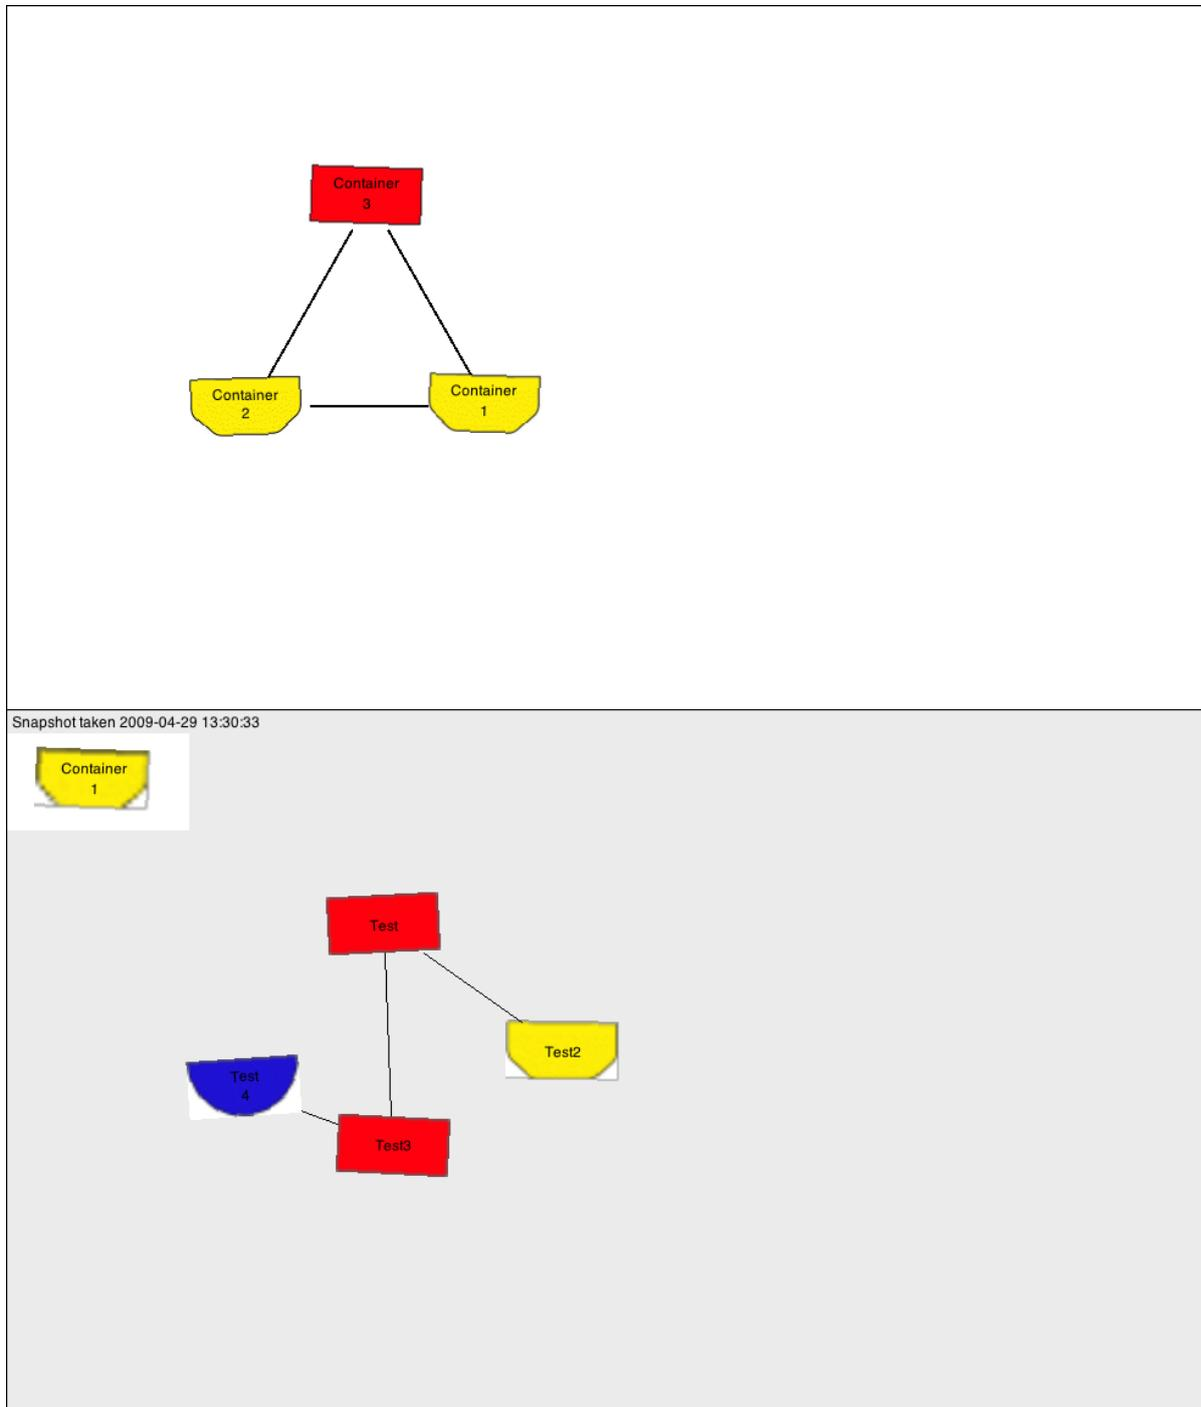 Container
3
Container
2
Container
1
Snapshot taken 2009-04-29 13:30:33
Container
1
Test
Test2
Test
4
Test3